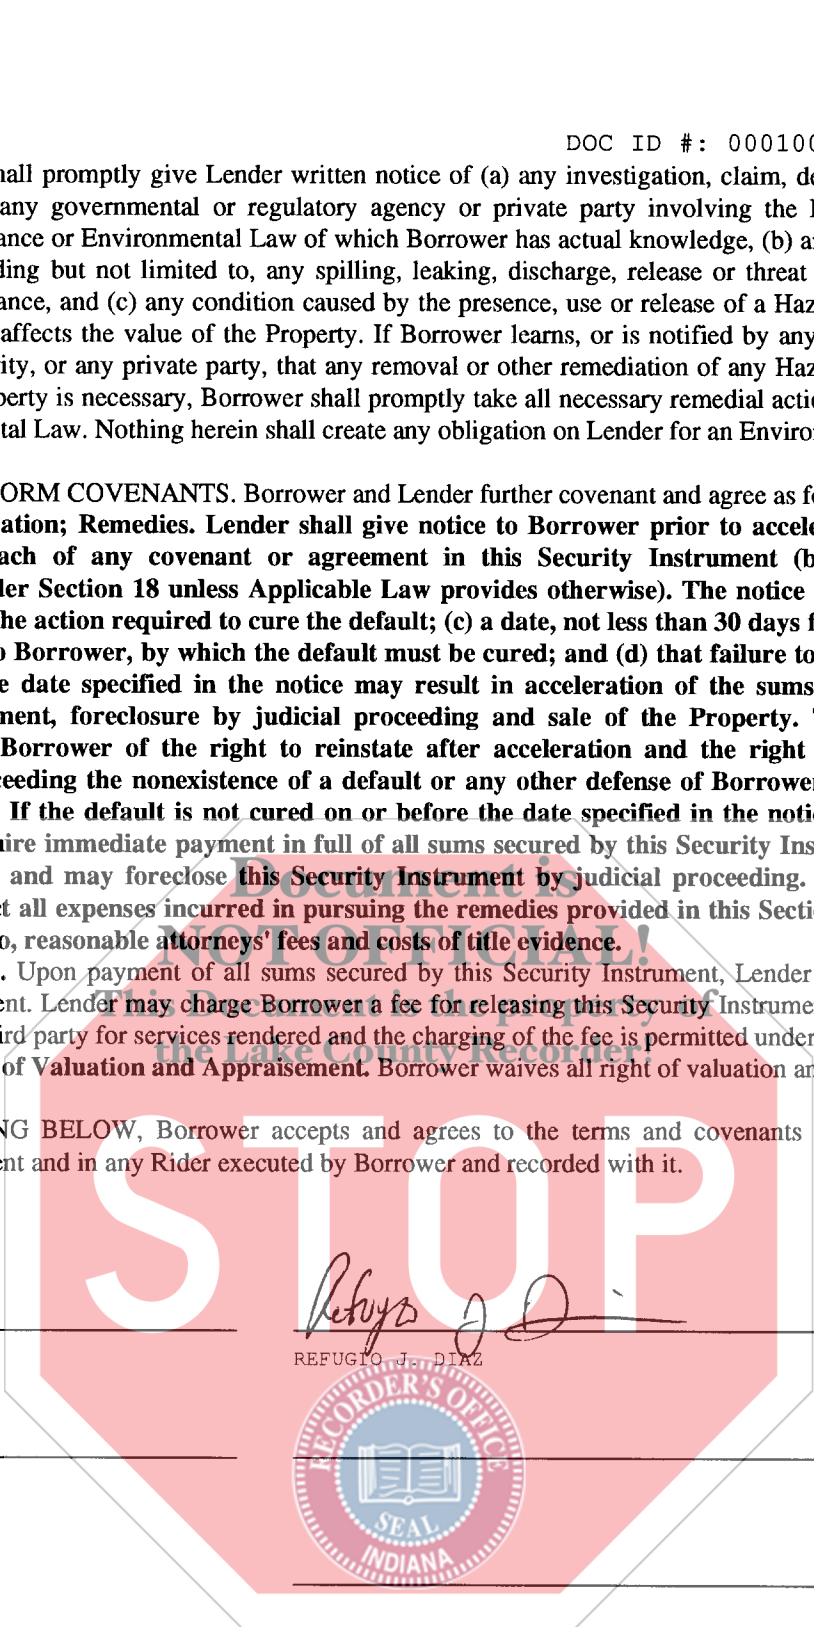 DOC ID #: 000100
hall promptly give Lender written notice of (a) any investigation, claim, de
any governmental or regulatory agency or private party involving the
ance or Environmental Law of which Borrower has actual knowledge, (b) a
ling but not limited to, any spilling, leaking, discharge, release or threat
ance, and (c) any condition caused by the presence, use or release of a Haz
affects the value of the Property. If Borrower learns, or is notified by any
ity, or any private party, that any removal or other remediation of any Haz
perty is necessary, Borrower shall promptly take all necessary remedial acti
tal Law. Nothing herein shall create any obligation on Lender for an Enviro
ORM COVENANTS. Borrower and Lender further covenant and agree as f
ation; Remedies. Lender shall give notice to Borrower prior to accele
ach of any covenant or agreement in this Security Instrument (b
ler Section 18 unless Applicable Law provides otherwise). The notice
he action required to cure the default; (c) a date, not less than 30 days f
o Borrower, by which the default must be cured; and (d) that failure to
e date specified in the notice may result in acceleration of the sums
ment, foreclosure by judicial proceeding and sale of the Property.
Borrower of the right to reinstate after acceleration and the right
ceeding the nonexistence of a default or any other defense of Borrower
If the default is not cured on or before the date specified in the noti
uire immediate payment in full of all sums secured by this Security Ins
and may foreclose this Security Instrument by judicial proceeding.
Document is
t all expenses incurred in pursuing the remedies provided in this Secti
NOT OFFICIAL!
o, reasonable attorneys' fees and costs of title evidence.
. Upon payment of all sums secured by this Security Instrument, Lender
This Document is the property of
ent. Lender may charge Borrower a fee for releasing this Security Instrume
ird party for services rendered and the charging of the fee is permitted under
the Lake County Recorder!
of Valuation and Appraisement. Borrower waives all right of valuation a
NG BELOW, Borrower accepts and agrees to the terms and covenants
ent and in any Rider executed by Borrower and recorded with it.
STOP
Refugio J D
REFUGIO J. DIAZ
RECORDER'S OFFICE
SEAL
INDIANA